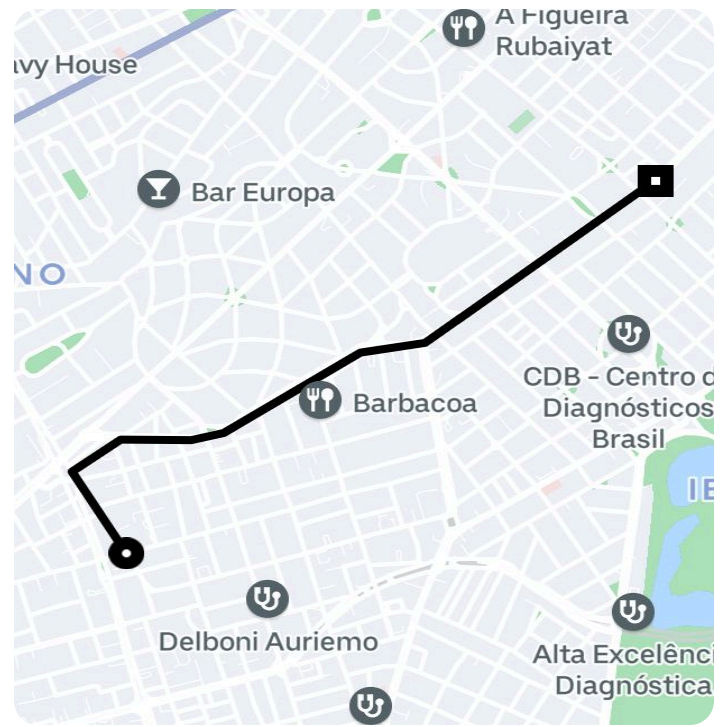 A Figueira
Rubaiyat
avy House
Bar Europa
NO
CDB - Centro d
Diagnósticos
Brasil
Barbacoa
IB
Delboni Auriemo
Alta Excelênci
Diagnóstica